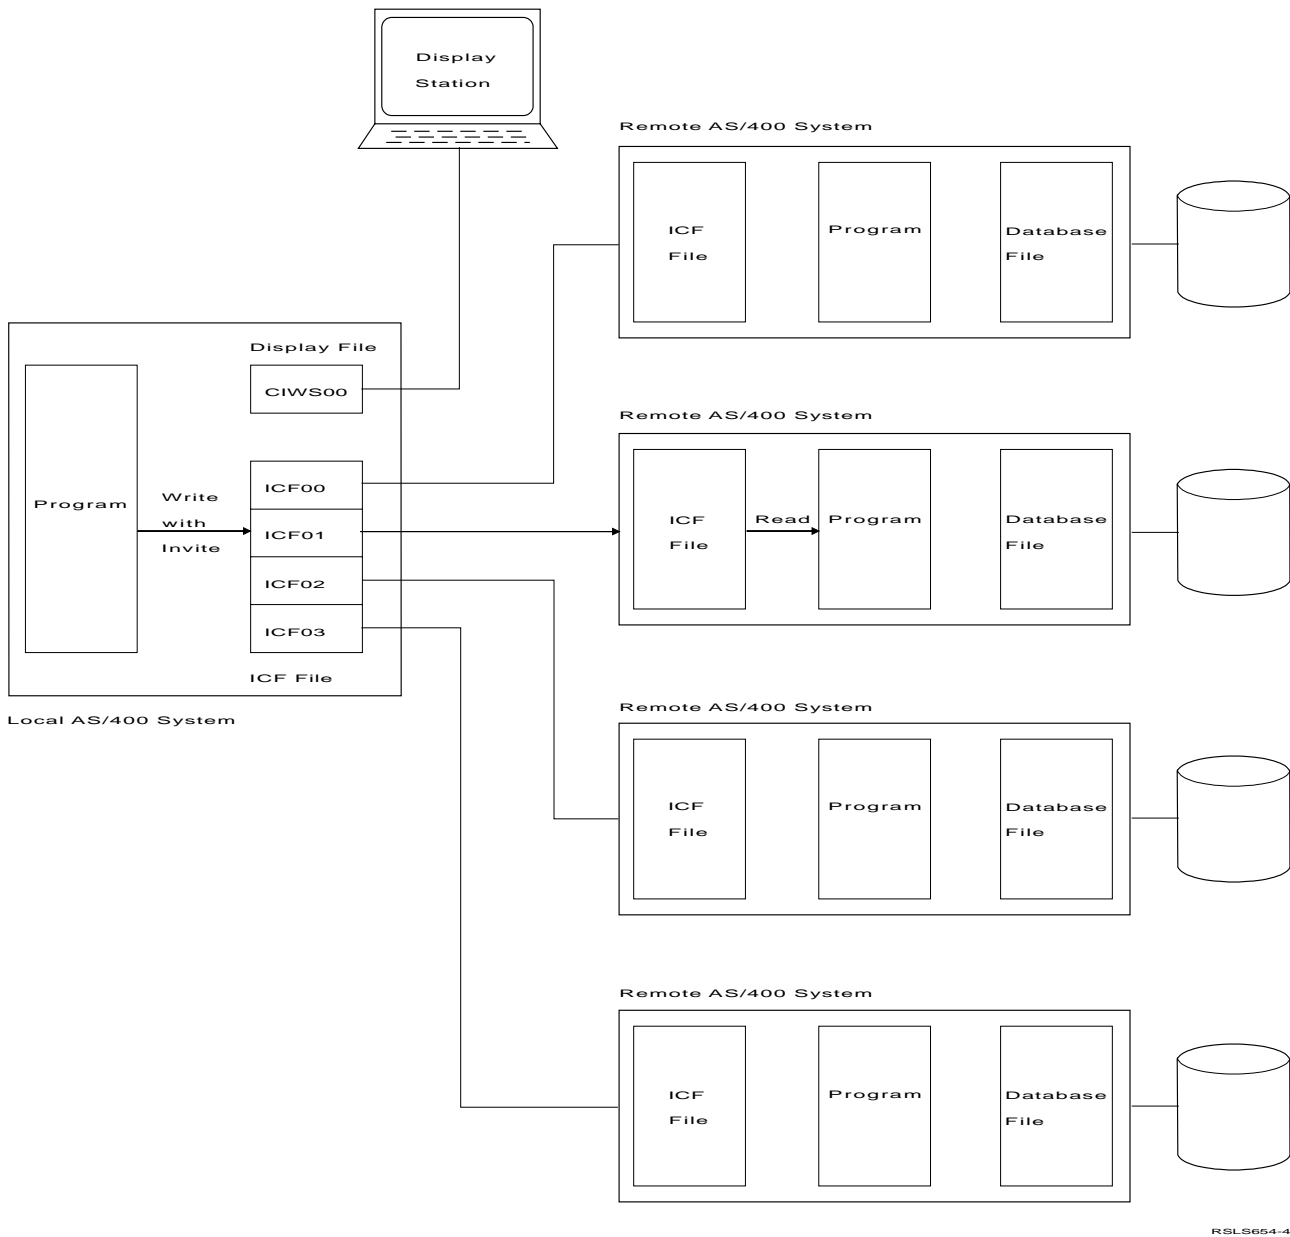 Display
Station
Remote AS/400 System
ICF
File
Program
Database
File
Display File
CIWS00
Remote AS/400 System
Program
Write
with
Invite
ICF00
ICF01
ICF02
ICF03
ICF File
Local AS/400 System
ICF
File
Read
Program
Database
File
Remote AS/400 System
ICF
File
Program
Database
File
Remote AS/400 System
ICF
File
Program
Database
File
RSLS654-4